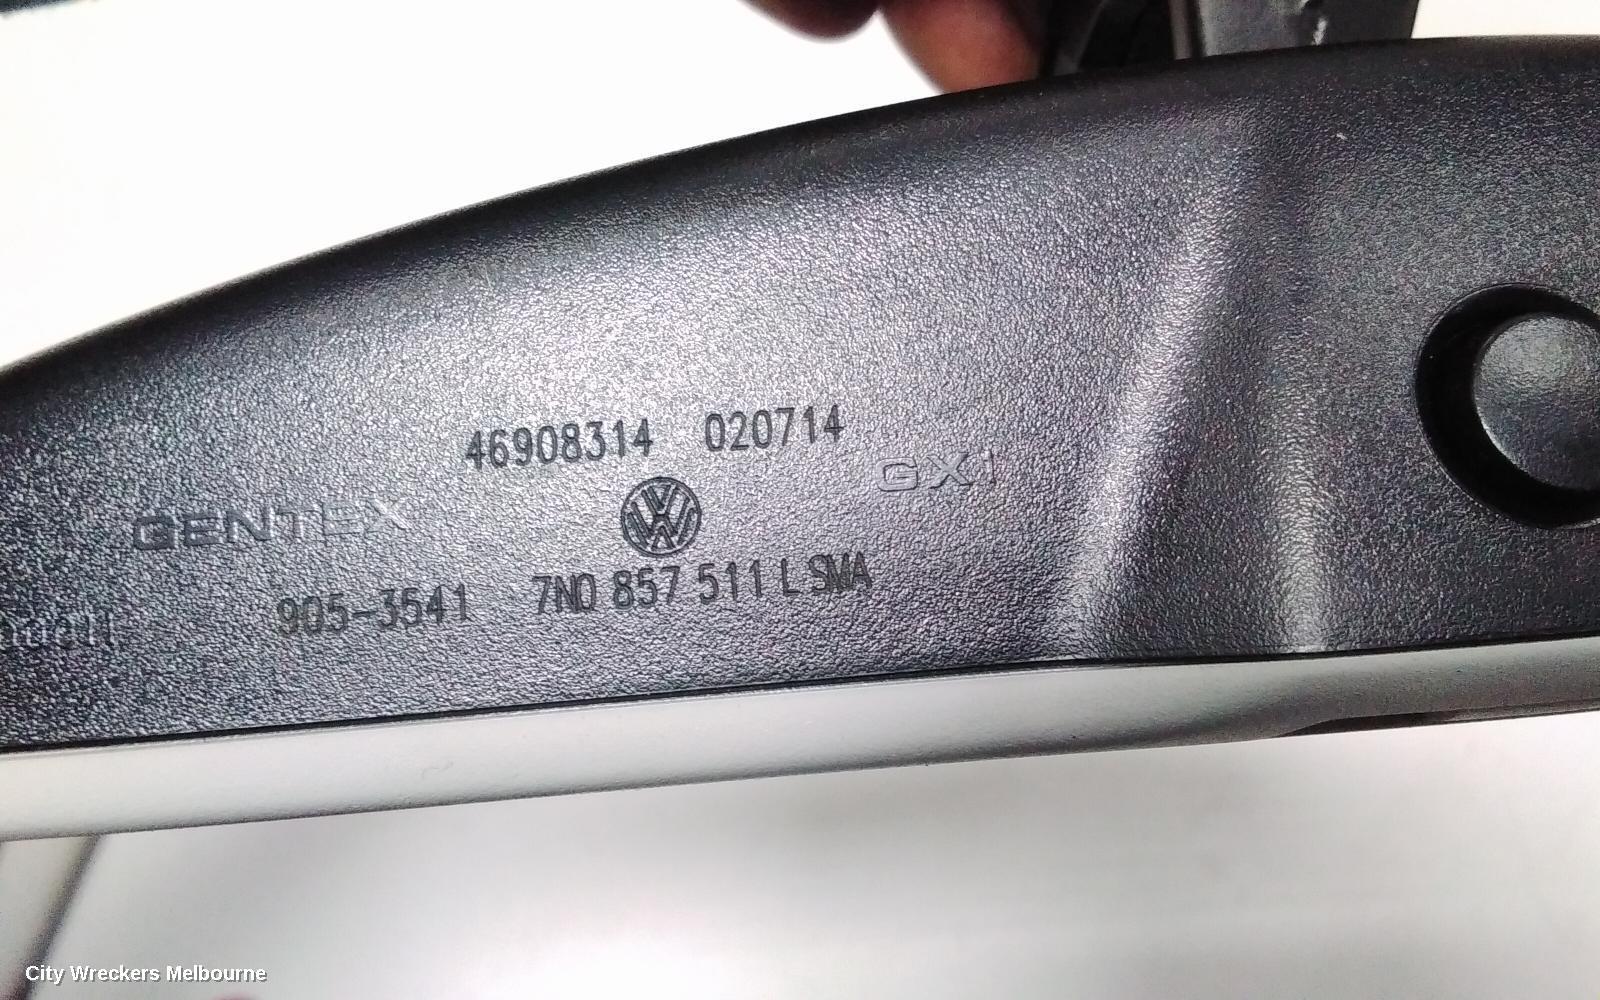 46908314 020714
GX1
GENTEX
905-3541 7N0 857 511 L SMA
City Wreckers Melbourne